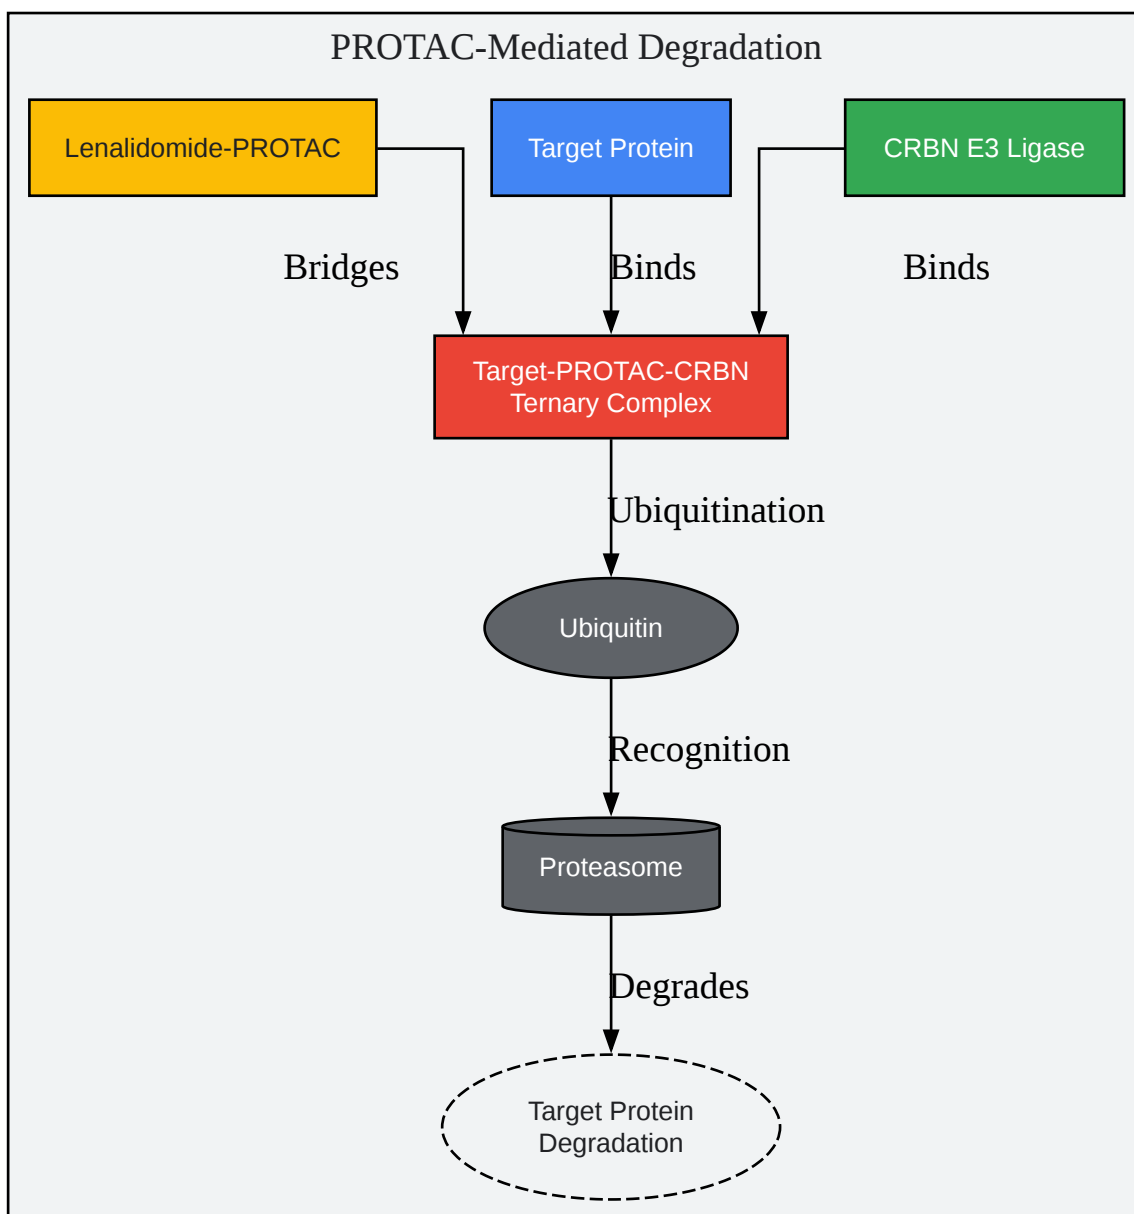 PROTAC-Mediated Degradation
Lenalidomide-PROTAC
Target Protein
CRBN E3 Ligase
Bridges
Binds
Binds
Target-PROTAC-CRBN
Ternary Complex
Ubiquitination
Ubiquitin
Recognition
Proteasome
Degrades
Target Protein
Degradation